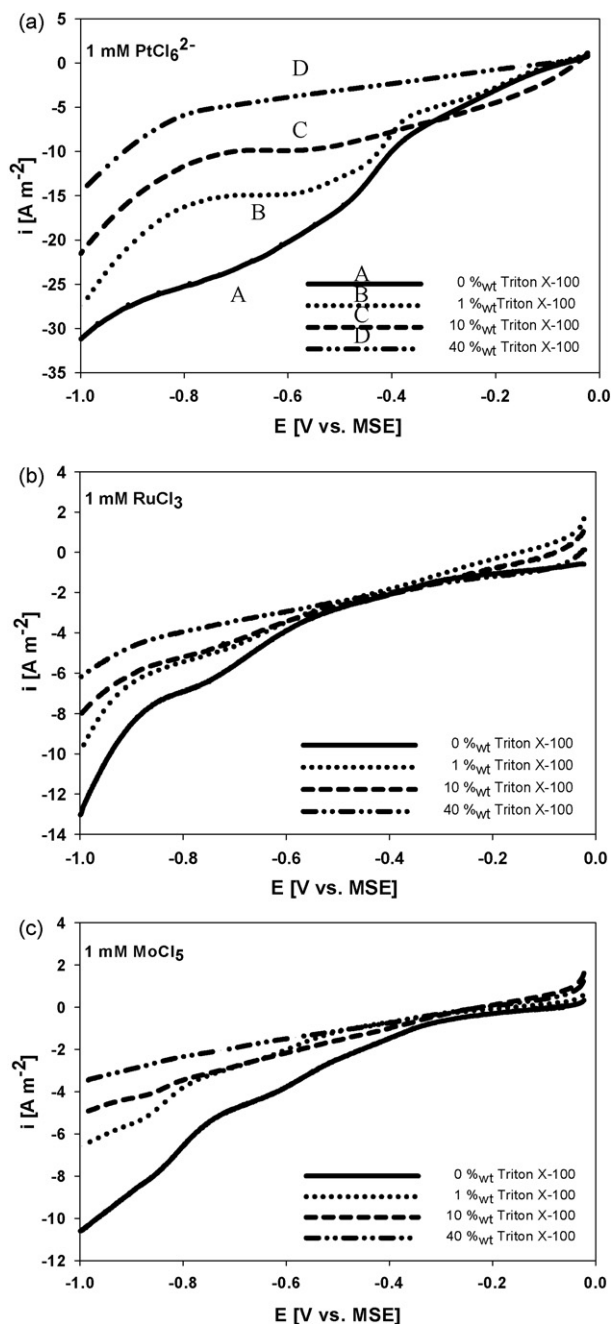 (a)
1 mM PtCl₆²⁻
5
0
-5
-10
-15
-20
-25
-30
-35
i [A m⁻²]
D
C
B
A
A
0 %wt Triton X-100
B
1 %wt Triton X-100
C
10 %wt Triton X-100
D
40 %wt Triton X-100
-1.0 -0.8 -0.6 -0.4 -0.2 0.0
E [V vs. MSE]
(b)
1 mM RuCl₃
4
2
0
-2
-4
-6
-8
-10
-12
-14
i [A m⁻²]
0 %wt Triton X-100
1 %wt Triton X-100
10 %wt Triton X-100
40 %wt Triton X-100
-1.0 -0.8 -0.6 -0.4 -0.2 0.0
E [V vs. MSE]
(c)
1 mM MoCl₅
4
2
0
-2
-4
-6
-8
-10
-12
i [A m⁻²]
0 %wt Triton X-100
1 %wt Triton X-100
10 %wt Triton X-100
40 %wt Triton X-100
-1.0 -0.8 -0.6 -0.4 -0.2 0.0
E [V vs. MSE]